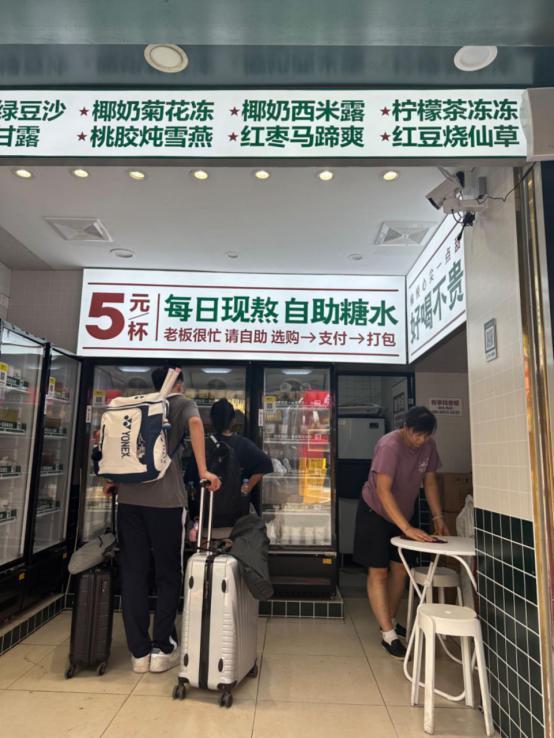 绿豆沙 ★椰奶菊花冻 ★椰奶西米露 ★柠檬茶冻冻
甘露 ★桃胶炖雪燕 ★红枣马蹄爽 ★红豆烧仙草
5元/杯
每日现熬 自助糖水
老板很忙 请自助 选购→支付→打包
好喝不贵
YONEX